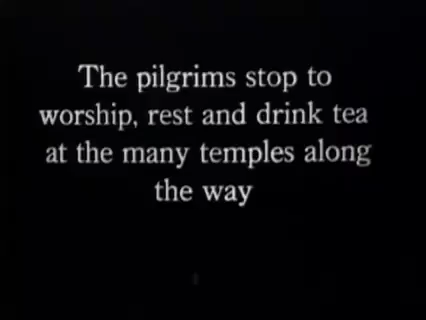 The pilgrims stop to
worship, rest and drink tea
at the many temples along
the way